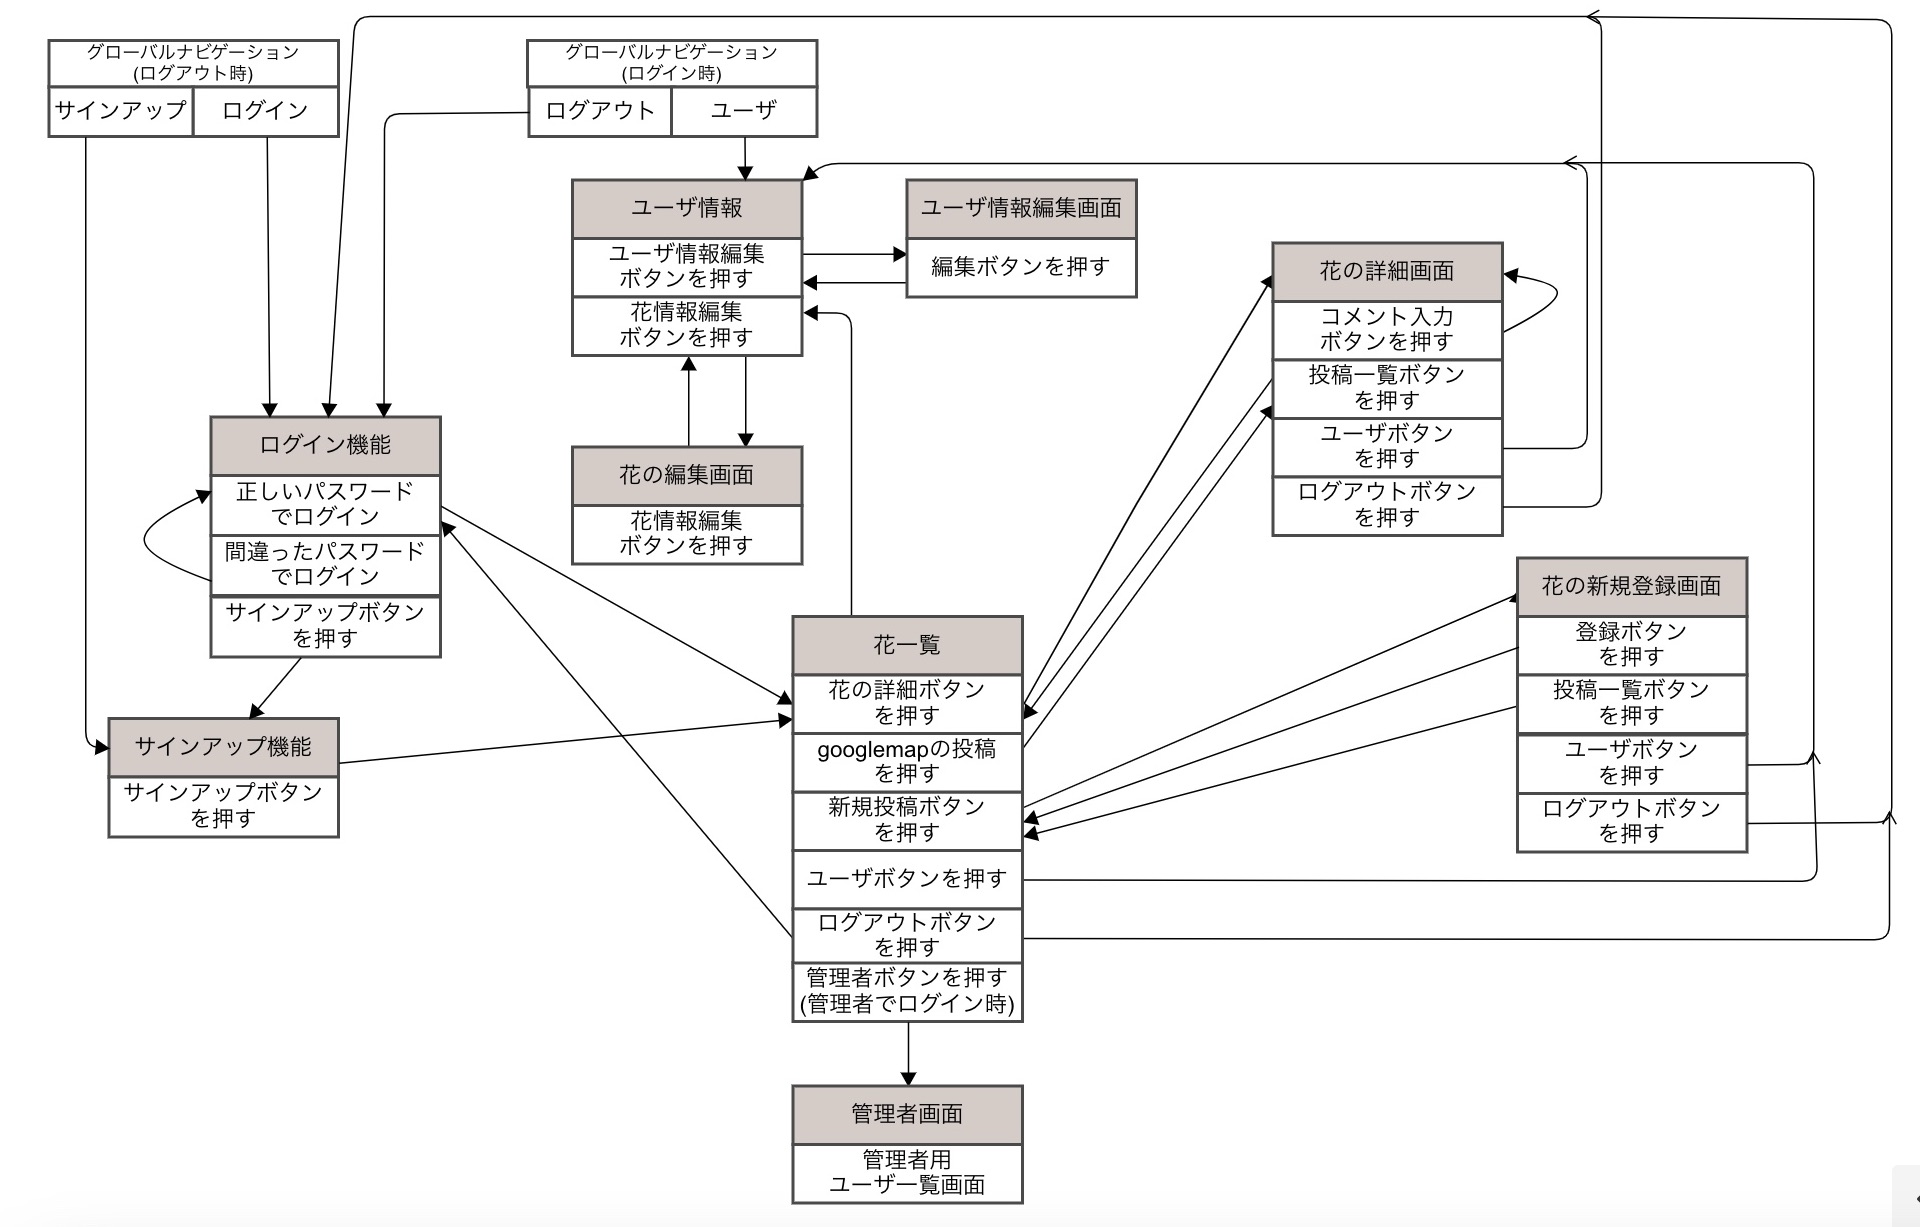 グローバルナビゲーション
(ログアウト時)
サインアップ
ログイン
グローバルナビゲーション
(ログイン時)
ログアウト
ユーザ
ユーザ情報
ユーザ情報編集
ボタンを押す
花情報編集
ボタンを押す
ユーザ情報編集画面
編集ボタンを押す
花の詳細画面
コメント入力
ボタンを押す
投稿一覧ボタン
を押す
ユーザボタン
を押す
ログアウトボタン
を押す
ログイン機能
正しいパスワード
でログイン
間違ったパスワード
でログイン
サインアップボタン
を押す
花の編集画面
花情報編集
ボタンを押す
花の新規登録画面
登録ボタン
を押す
投稿一覧ボタン
を押す
ユーザボタン
を押す
ログアウトボタン
を押す
サインアップ機能
サインアップボタン
を押す
花一覧
花の詳細ボタン
を押す
googlemapの投稿
を押す
新規投稿ボタン
を押す
ユーザボタンを押す
ログアウトボタン
を押す
管理者ボタンを押す
(管理者でログイン時)
管理者画面
管理者用
ユーザ一覧画面